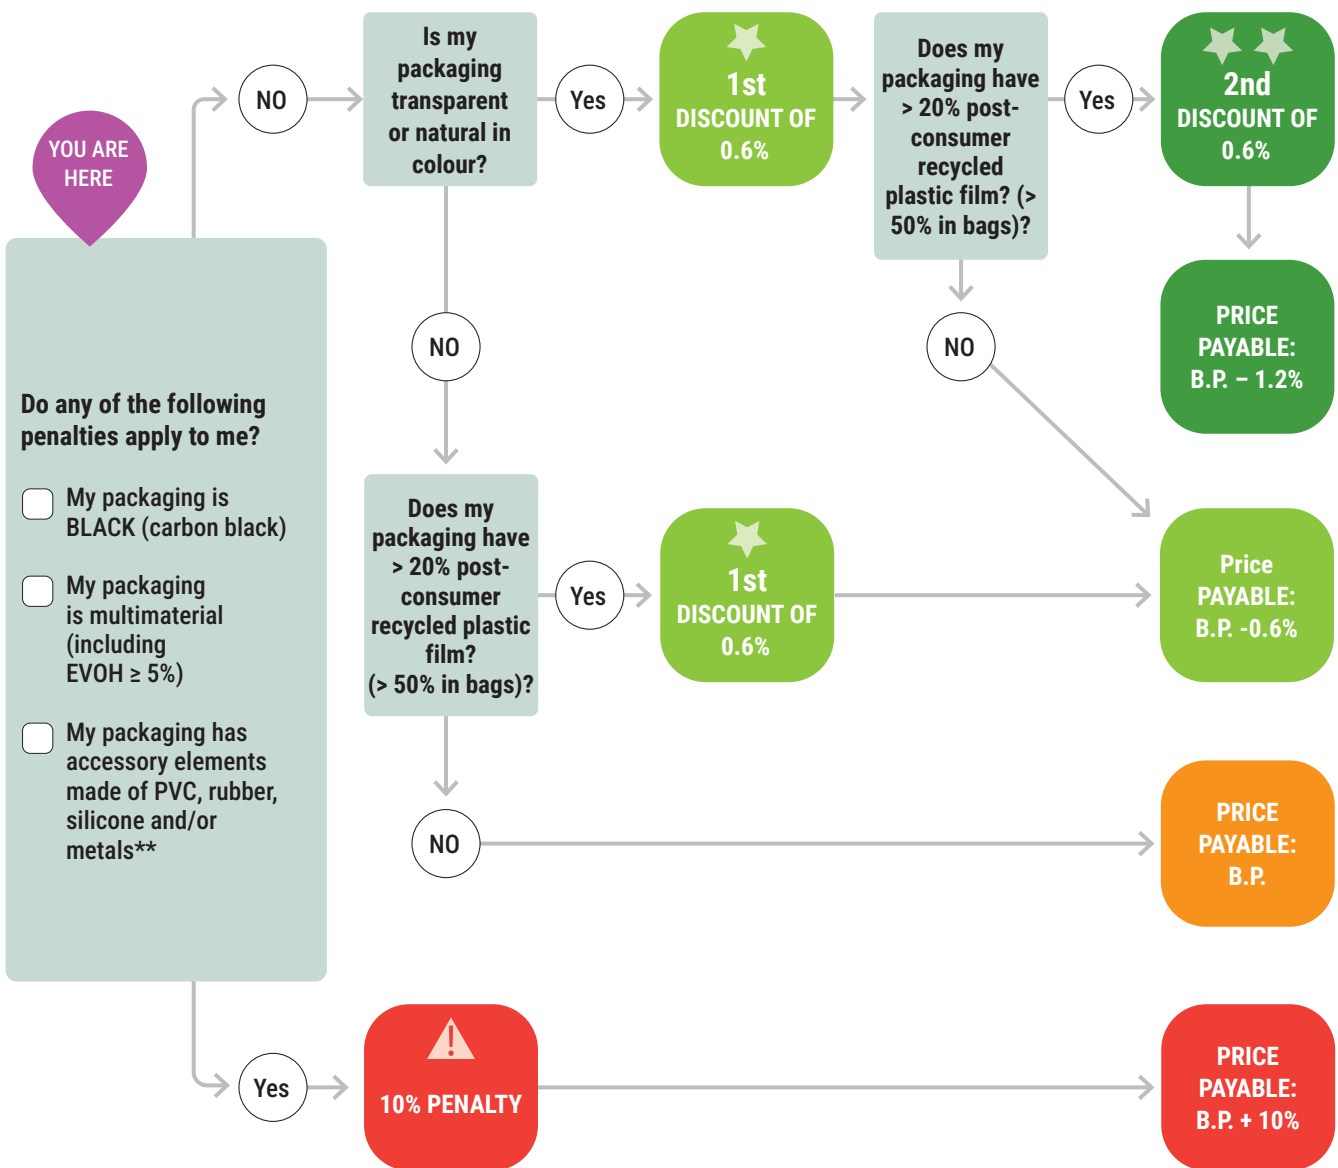 YOU ARE
HERE
Do any of the following
penalties apply to me?
My packaging is
BLACK (carbon black)
My packaging
is multimaterial
(including
EVOH ≥ 5%)
My packaging has
accessory elements
made of PVC, rubber,
silicone and/or
metals**
NO
Is my
packaging
transparent
or natural in
colour?
Yes
1st
DISCOUNT OF
0.6%
Does my
packaging have
> 20% post-
consumer
recycled
plastic film? (>
50% in bags)?
Yes
2nd
DISCOUNT OF
0.6%
PRICE
PAYABLE:
B.P. – 1.2%
NO
NO
Does my
packaging have
> 20% post-
consumer
recycled plastic
film?
(> 50% in bags)?
Yes
1st
DISCOUNT OF
0.6%
Price
PAYABLE:
B.P. -0.6%
NO
PRICE
PAYABLE:
B.P.
Yes
10% PENALTY
PRICE
PAYABLE:
B.P. + 10%